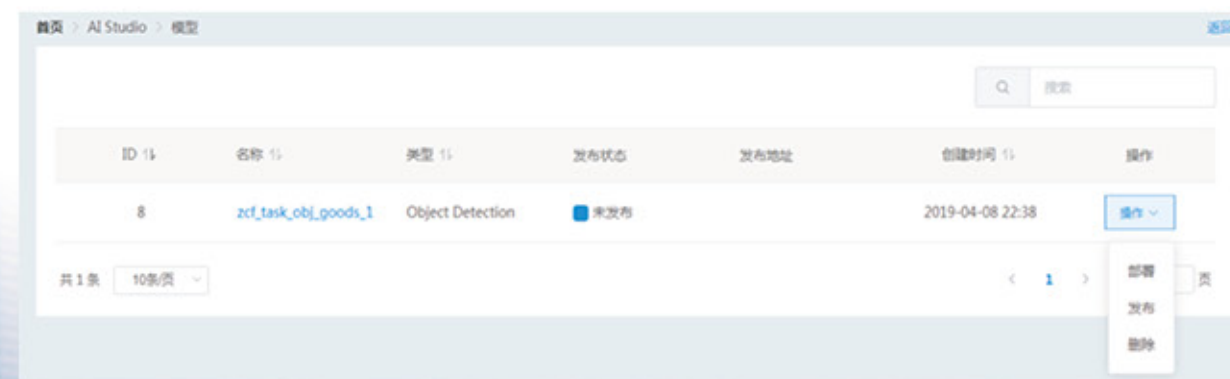 首页 > AI Studio > 模型
返回
搜索
ID 名称 类型 发布状态 发布地址 创建时间 操作
8 zcf_task_obj_goods_1 Object Detection 未发布 2019-04-08 22:38 操作
共 1 条 10条/页 < 1 > 页
部署
发布
删除